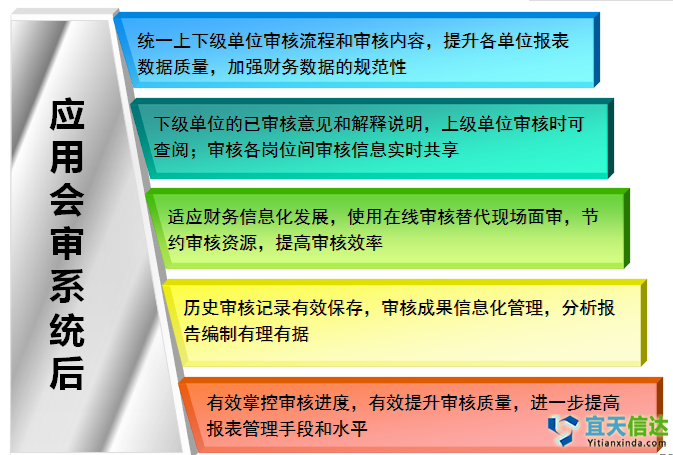 应用会审系统后
统一上下级单位审核流程和审核内容，提升各单位报表
数据质量，加强财务数据的规范性
下级单位的已审核意见和解释说明，上级单位审核时可
查阅；审核各岗位间审核信息实时共享
适应财务信息化发展，使用在线审核替代现场面审，节
约审核资源，提高审核效率
历史审核记录有效保存，审核成果信息化管理，分析报
告编制有理有据
有效掌控审核进度，有效提升审核质量，进一步提高
报表管理手段和水平
宜天信达
Yitianxinda.com